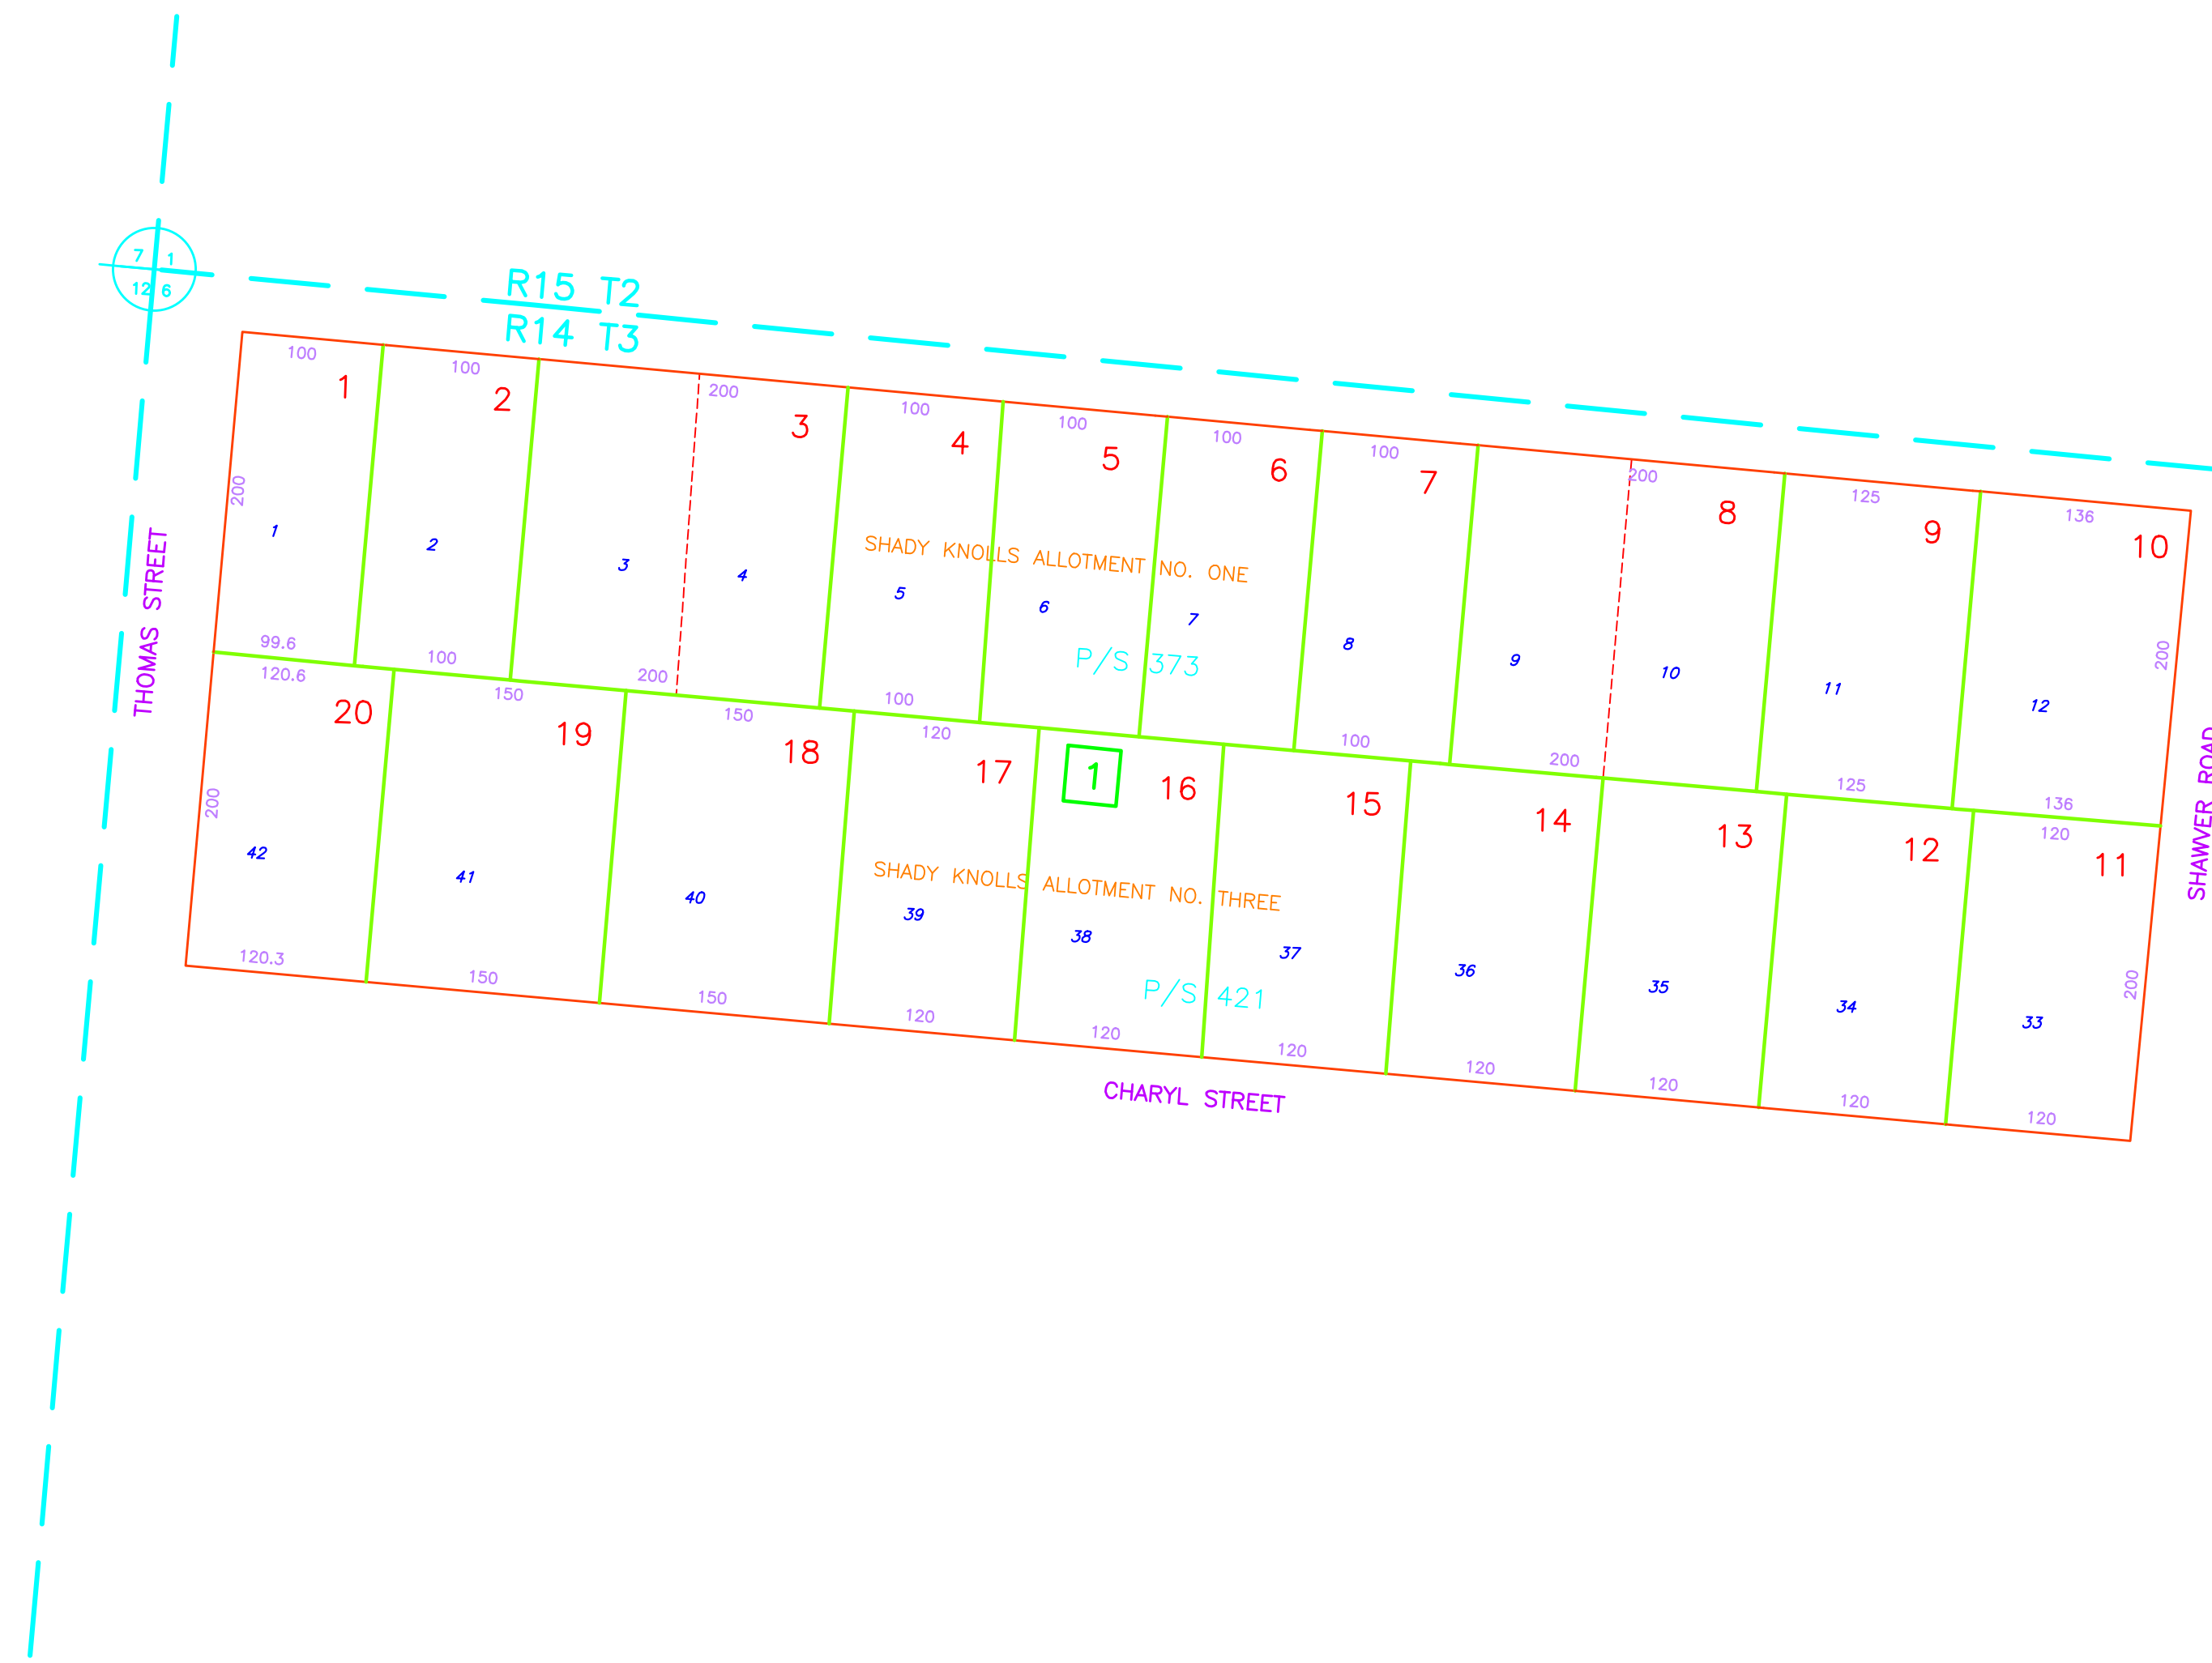 7 1
12 6
R15 T2
R14 T3
100 100 200 100 100 100 100 200 125 136
1 2 3 4 5 6 7 8 9 10
200
THOMAS STREET
SHADY KNOLLS ALLOTMENT NO. ONE
1 2 3 4 5 6 7 8 9 10 11 12
P/S 373
200
99.6 100 200 100 100 200 125 136
120.6 150 150 120 120
SHAWVER ROAD
20 19 18 17 1 16 15 14 13 12 11
200
SHADY KNOLLS ALLOTMENT NO. THREE
42 41 40 39 38 37 36 35 34 33
P/S 421
200
120.3 150 150 120 120 120 120 120 120 120
CHARYL STREET